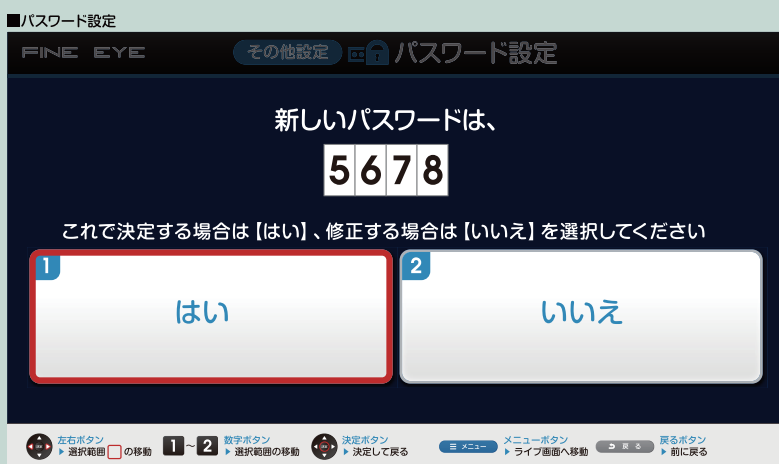 ■パスワード設定
FINE EYE その他設定 パスワード設定
新しいパスワードは、
5678
これで決定する場合は【はい】、修正する場合は【いいえ】を選択してください
1
はい
2
いいえ
左右ボタン
▶ 選択範囲 の移動
1~2
数字ボタン
▶ 選択範囲の移動
決定ボタン
▶ 決定して戻る
メニュー
メニューボタン
▶ ライブ画面へ移動
戻る
戻るボタン
▶ 前に戻る